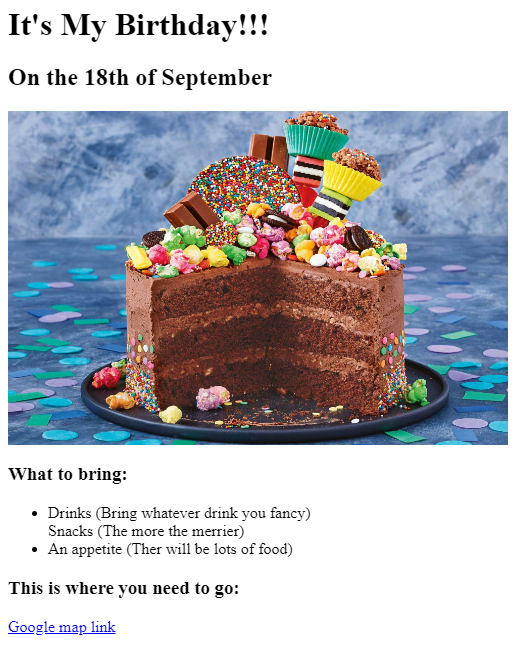 It's My Birthday!!!
On the 18th of September
What to bring:
Drinks (Bring whatever drink you fancy)
Snacks (The more the merrier)
An appetite (Ther will be lots of food)
This is where you need to go:
Google map link